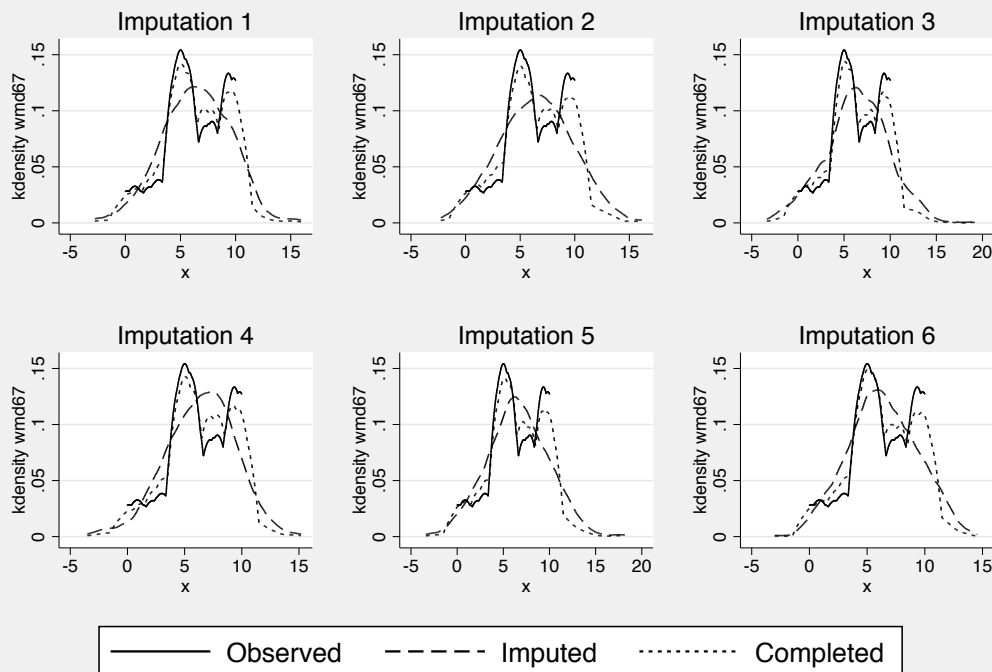 Imputation 1
kdensity wmd67
0 .05 .1 .15
-5 0 5 10 15
x
Imputation 2
kdensity wmd67
0 .05 .1 .15
-5 0 5 10 15
x
Imputation 3
kdensity wmd67
0 .05 .1 .15
-5 0 5 10 15 20
x
Imputation 4
kdensity wmd67
0 .05 .1 .15
-5 0 5 10 15
x
Imputation 5
kdensity wmd67
0 .05 .1 .15
-5 0 5 10 15 20
x
Imputation 6
kdensity wmd67
0 .05 .1 .15
-5 0 5 10 15
x
Observed Imputed Completed